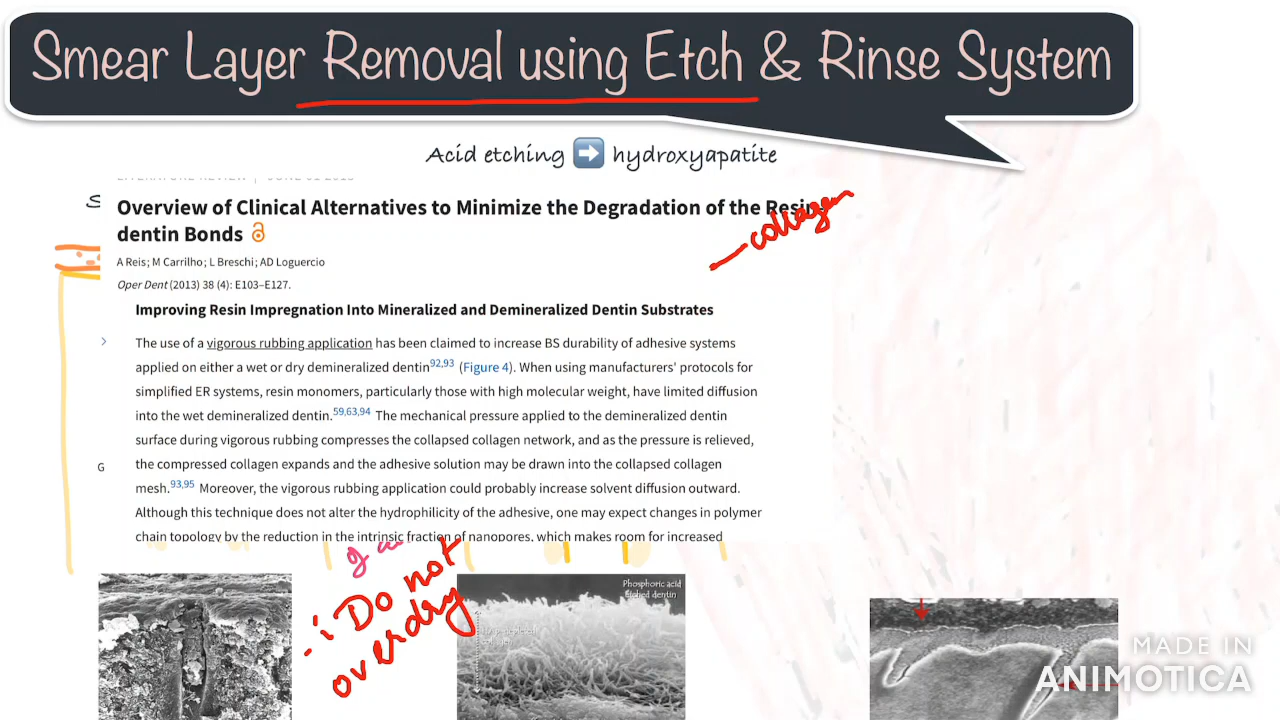 Smear Layer Removal using Etch & Rinse System
Acid etching ➡ hydroxyapatite
S
Overview of Clinical Alternatives to Minimize the Degradation of the Resin-
dentin Bonds
collagen
A Reis; M Carrilho; L Breschi; AD Loguercio
Oper Dent (2013) 38 (4): E103–E127.
Improving Resin Impregnation Into Mineralized and Demineralized Dentin Substrates
The use of a vigorous rubbing application has been claimed to increase BS durability of adhesive systems
applied on either a wet or dry demineralized dentin92,93 (Figure 4). When using manufacturers' protocols for
simplified ER systems, resin monomers, particularly those with high molecular weight, have limited diffusion
into the wet demineralized dentin.59,63,94 The mechanical pressure applied to the demineralized dentin
surface during vigorous rubbing compresses the collapsed collagen network, and as the pressure is relieved,
the compressed collagen expands and the adhesive solution may be drawn into the collapsed collagen
G
mesh.93,95 Moreover, the vigorous rubbing application could probably increase solvent diffusion outward.
Although this technique does not alter the hydrophilicity of the adhesive, one may expect changes in polymer
chain topology by the reduction in the intrinsic fraction of nanopores, which makes room for increased
Do not
overdry
Phosphoric acid
etched dentin
MADE IN
ANIMOTICA